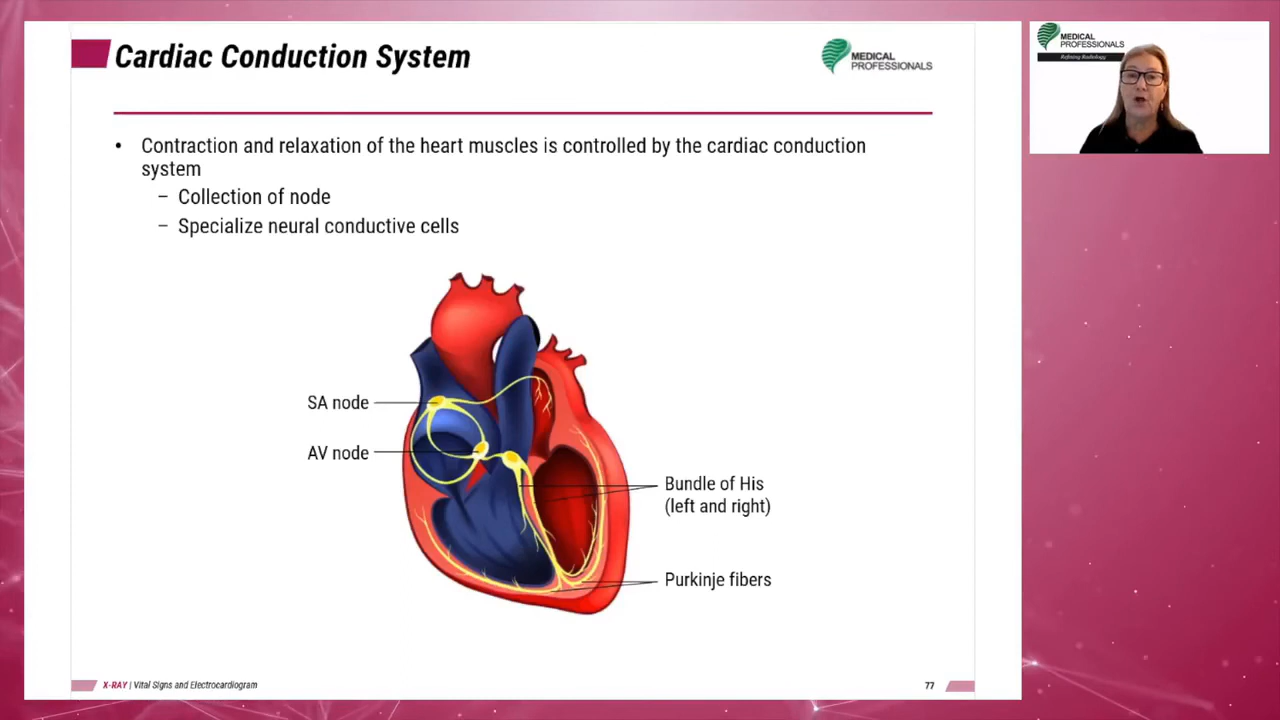 Cardiac Conduction System
MEDICAL
PROFESSIONALS
• Contraction and relaxation of the heart muscles is controlled by the cardiac conduction
system
– Collection of node
– Specialize neural conductive cells
SA node
AV node
Bundle of His
(left and right)
Purkinje fibers
X-RAY | Vital Signs and Electrocardiogram
77
MEDICAL
PROFESSIONALS
Refining Radiology